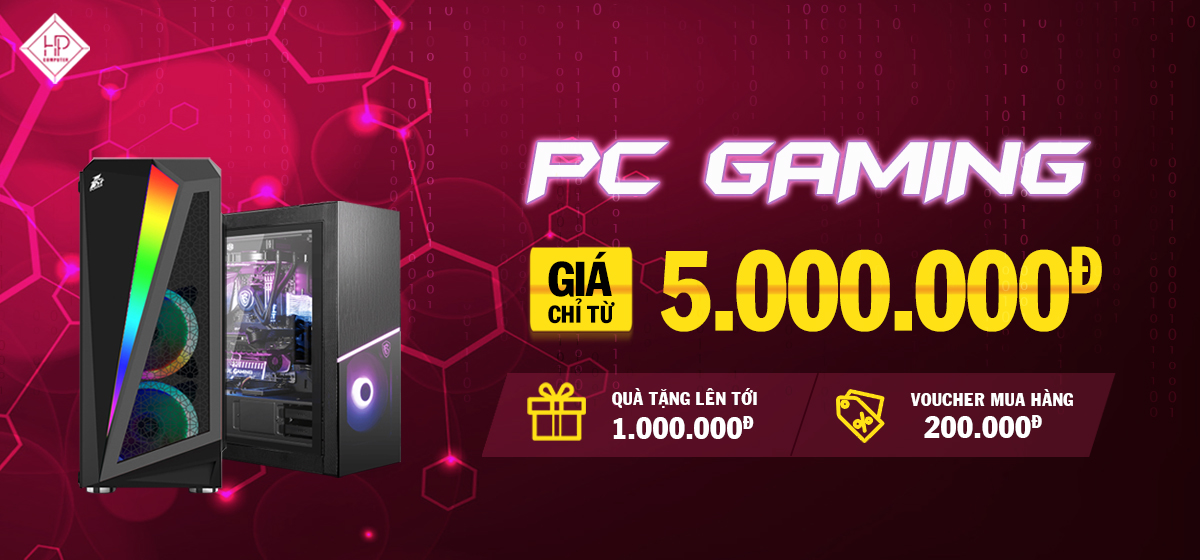 HP
COMPUTER
PC GAMING
GIÁ
CHỈ TỪ
5.000.000Đ
QUÀ TẶNG LÊN TỚI
1.000.000Đ
VOUCHER MUA HÀNG
200.000Đ